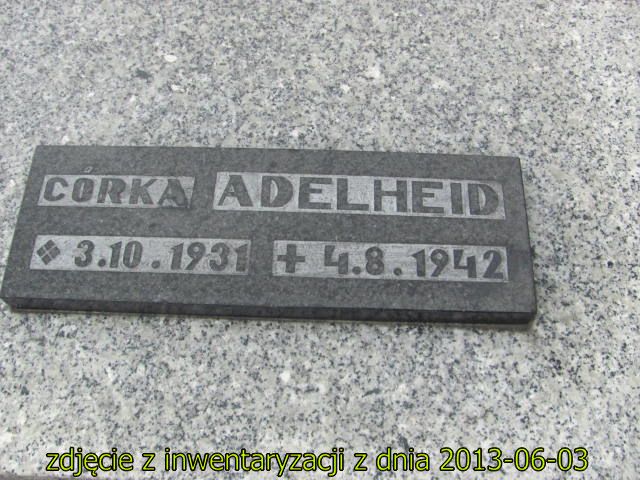 CÓRKA ADELHEID
❖ 3.10.1931 + 4.8.1942
zdjęcie z inwentaryzacji z dnia 2013-06-03